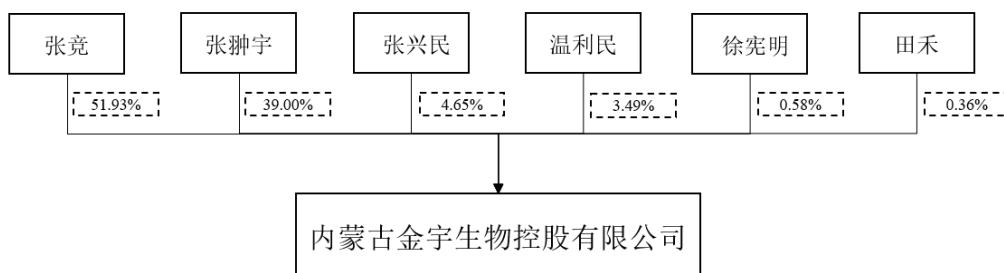 张竞
张翀宇
张兴民
温利民
徐宪明
田禾
51.93%
39.00%
4.65%
3.49%
0.58%
0.36%
内蒙古金宇生物控股有限公司